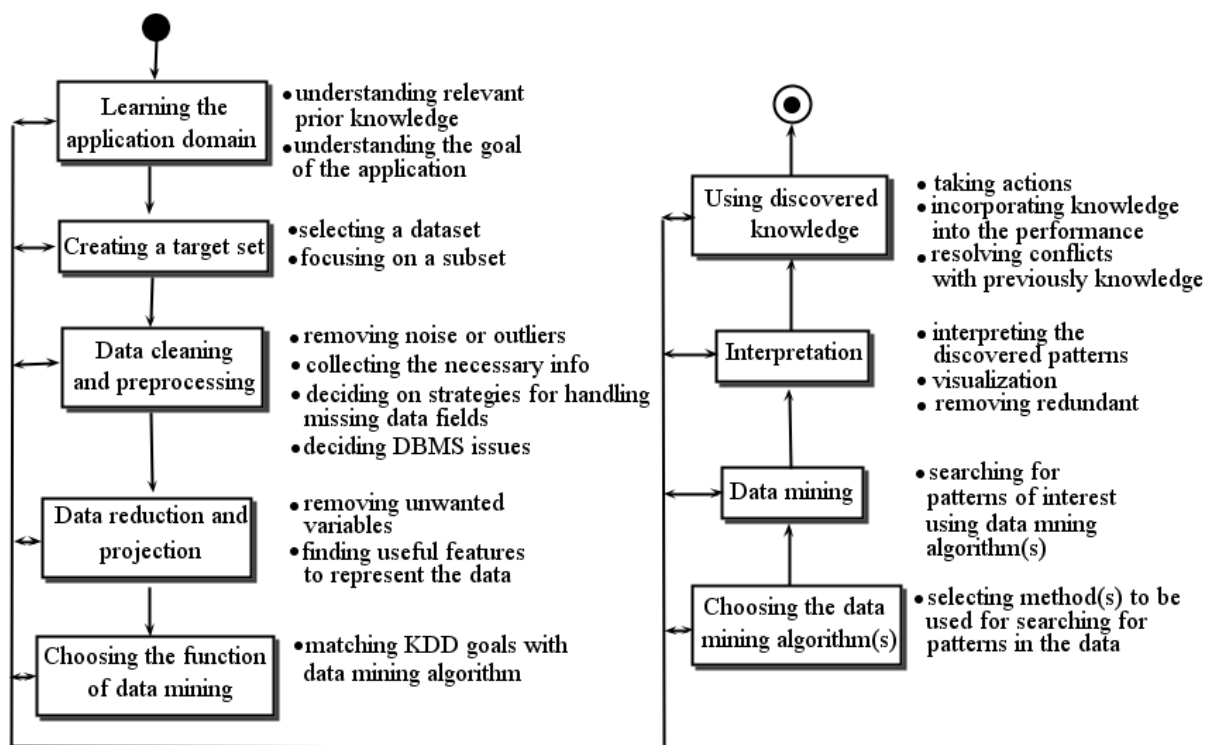 Learning the
application domain
• understanding relevant
prior knowledge
• understanding the goal
of the application
Creating a target set
• selecting a dataset
• focusing on a subset
Data cleaning
and preprocessing
• removing noise or outliers
• collecting the necessary info
• deciding on strategies for handling
missing data fields
• deciding DBMS issues
Data reduction and
projection
• removing unwanted
variables
• finding useful features
to represent the data
Choosing the function
of data mining
• matching KDD goals with
data mining algorithm
Using discovered
knowledge
• taking actions
• incorporating knowledge
into the performance
• resolving conflicts
with previously knowledge
Interpretation
• interpreting the
discovered patterns
• visualization
• removing redundant
Data mining
• searching for
patterns of interest
using data mning
algorithm(s)
Choosing the data
mining algorithm(s)
• selecting method(s) to be
used for searching for
patterns in the data